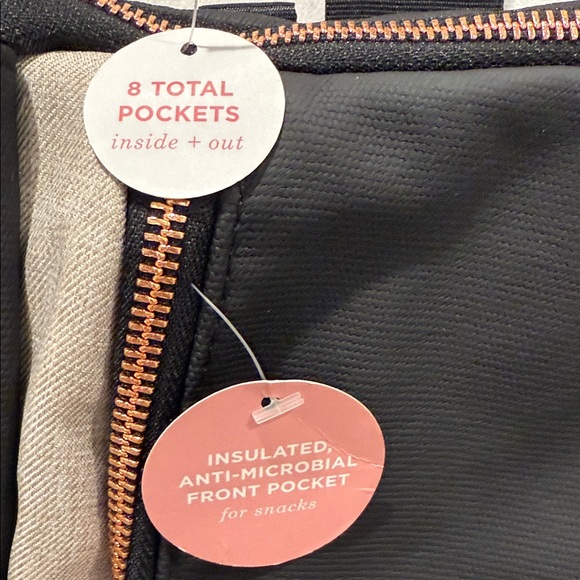 8 TOTAL
POCKETS
inside + out
INSULATED,
ANTI-MICROBIAL
FRONT POCKET
for snacks